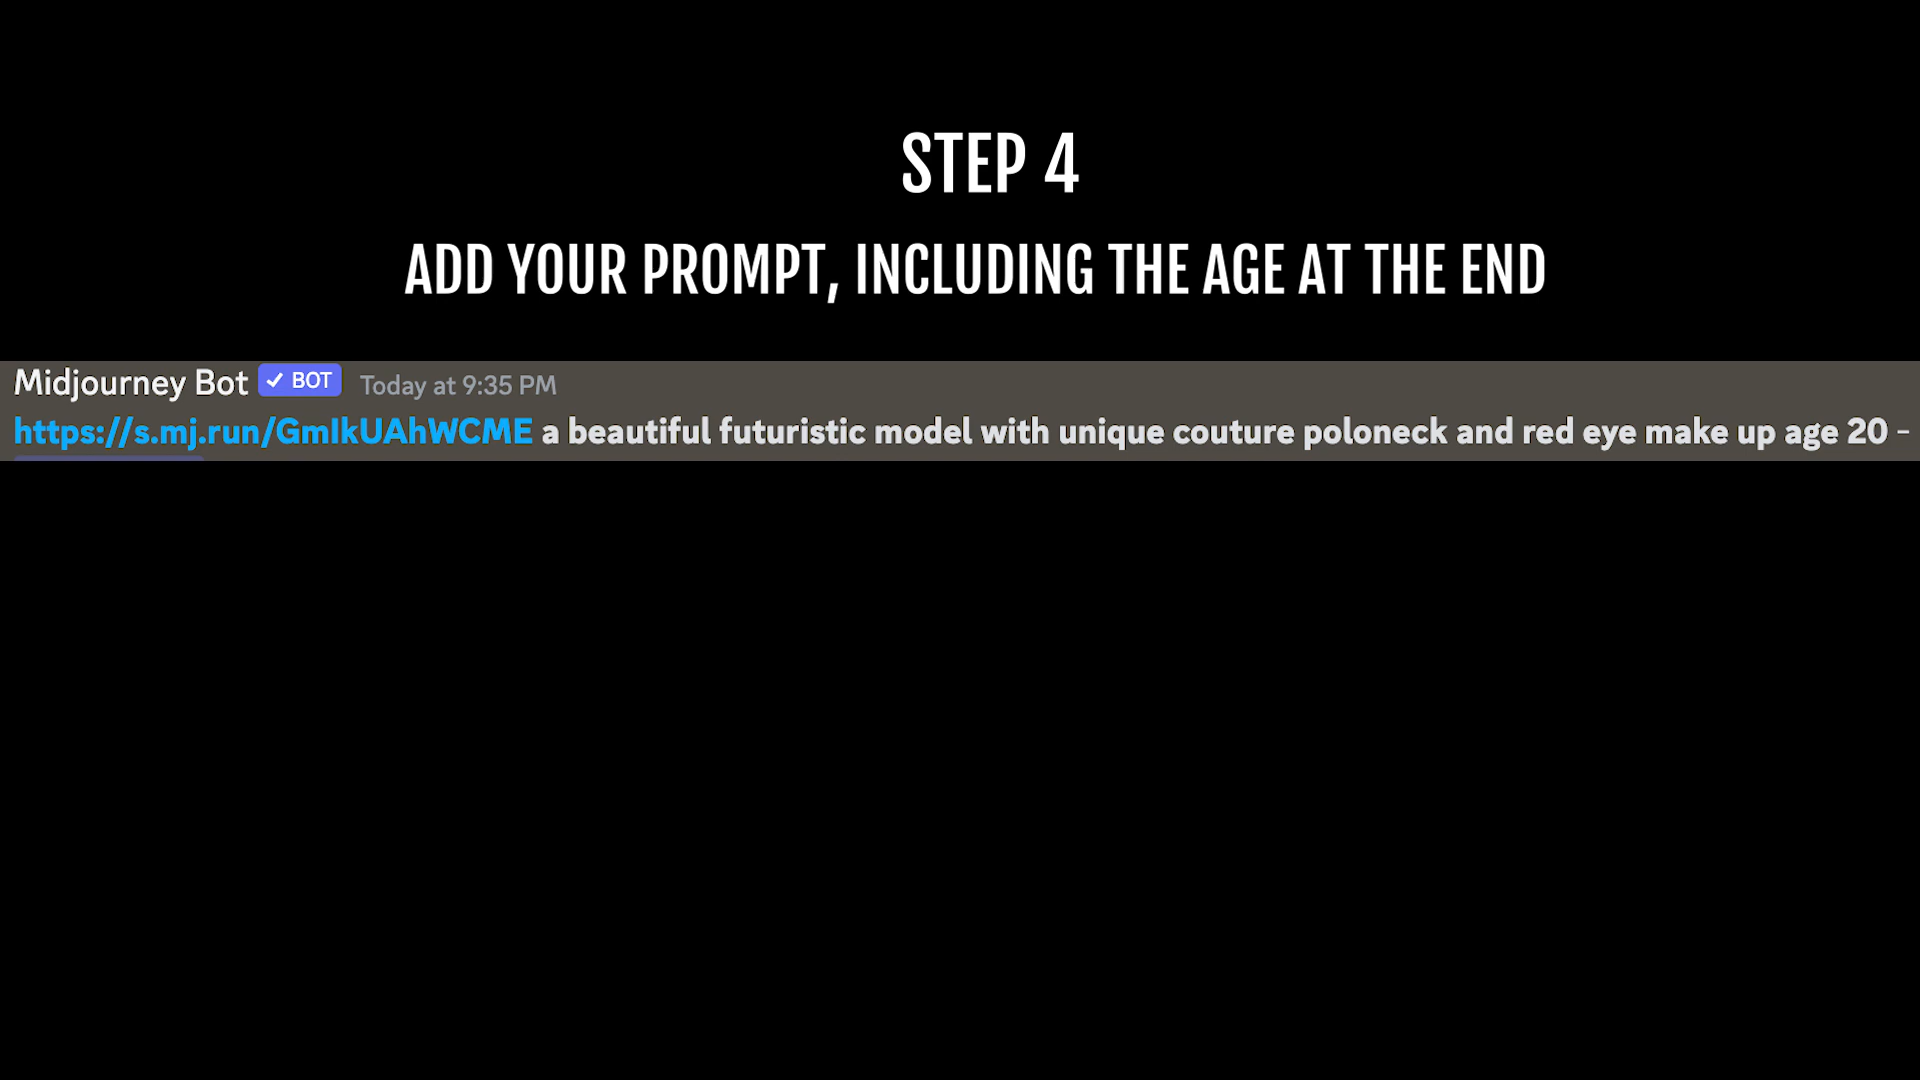 STEP 4
ADD YOUR PROMPT, INCLUDING THE AGE AT THE END
Midjourney Bot ✓ BOT Today at 9:35 PM
https://s.mj.run/GmIkUAhWCME a beautiful futuristic model with unique couture poloneck and red eye make up age 20 -